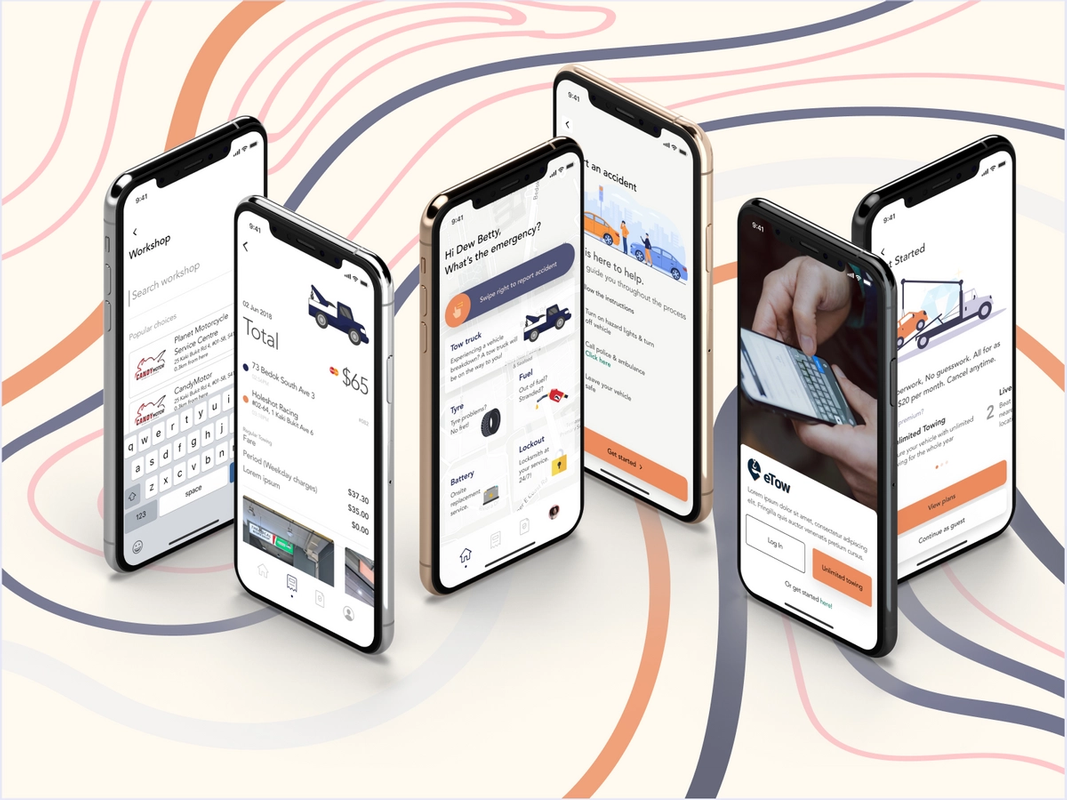 9:41
Workshop
Search workshop
Popular choices
Planet Motorcycle
Service Centre
25 Kaki Bukit Rd 4, #01-58, S4
0.3km from here
CANDYMOTOR
CandyMotor
25 Kaki Bukit Rd 4, #01-58, S4
0.3km from here
CANDYMOTOR
q w e r t y u i
a s d f g h j
z x c v b n
123
space
9:41
02 Jun 2018
Total
$65
73 Bedok South Ave 3
Holeshot Racing
#02-64, 1 Kaki Bukit Ave 6
Regular Towing
Fare
Period (Weekday charges)
Lorem Ipsum
$37.30
$35.00
$0.00
9:41
Hi Dew Betty,
What's the emergency?
Swipe right to report accident
Tow truck
Experiencing a vehicle
breakdown? A tow truck will
be on the way to you!
Fuel
Out of fuel?
Stranded?
Tyre
Tyre problems?
No fret!
Lockout
Locksmith at
your service.
24/7!
Battery
Onsite
replacement
service.
9:41
rt an accident
is here to help.
guide you throughout the process
low the instructions
Turn on hazard lights & turn
off vehicle
Call police & ambulance
Click here
Leave your vehicle
safe
Get started
9:41
eTow
Lorem ipsum dolor sit amet, consectetur adipiscing
elit. Fringilla quis auctor venenatis pretium cursus.
Log In
Unlimited towing
Or get started here!
9:41
t Started
perwork. No guesswork. All for as
$20 per month. Cancel anytime.
premium?
nlimited Towing
ure your vehicle with unlimited
wing for the whole year
2
Live
Best
near
loca
View plans
Continue as guest